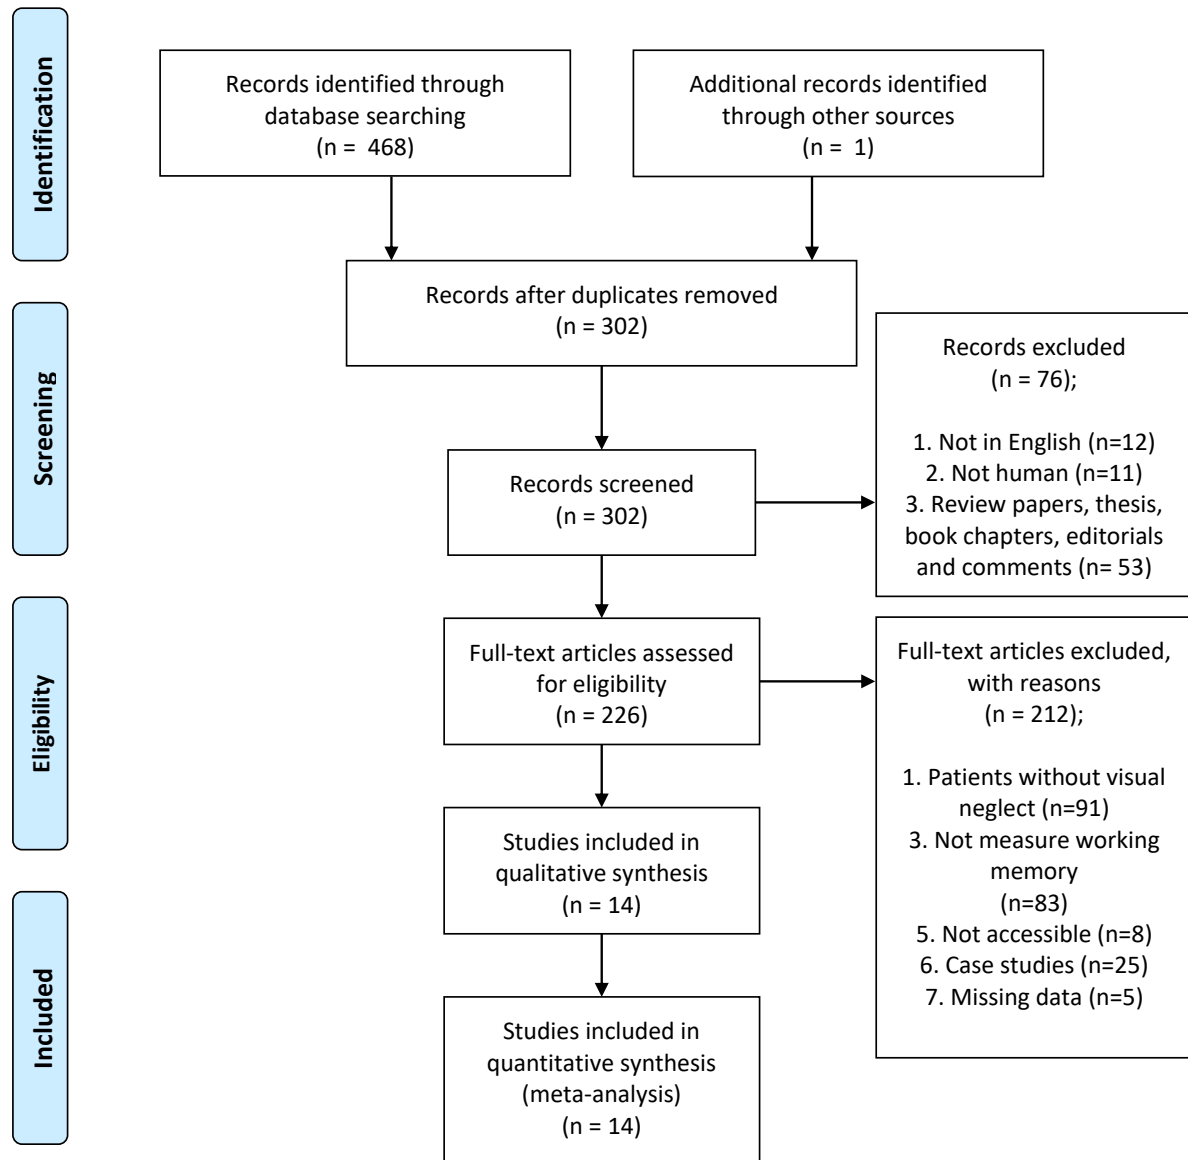 Identification
Records identified through
database searching
(n = 468)
Additional records identified
through other sources
(n = 1)
Records after duplicates removed
(n = 302)
Screening
Records screened
(n = 302)
Records excluded
(n = 76);
1. Not in English (n=12)
2. Not human (n=11)
3. Review papers, thesis,
book chapters, editorials
and comments (n= 53)
Eligibility
Full-text articles assessed
for eligibility
(n = 226)
Full-text articles excluded,
with reasons
(n = 212);
1. Patients without visual
neglect (n=91)
3. Not measure working
memory
(n=83)
5. Not accessible (n=8)
6. Case studies (n=25)
7. Missing data (n=5)
Studies included in
qualitative synthesis
(n = 14)
Included
Studies included in
quantitative synthesis
(meta-analysis)
(n = 14)